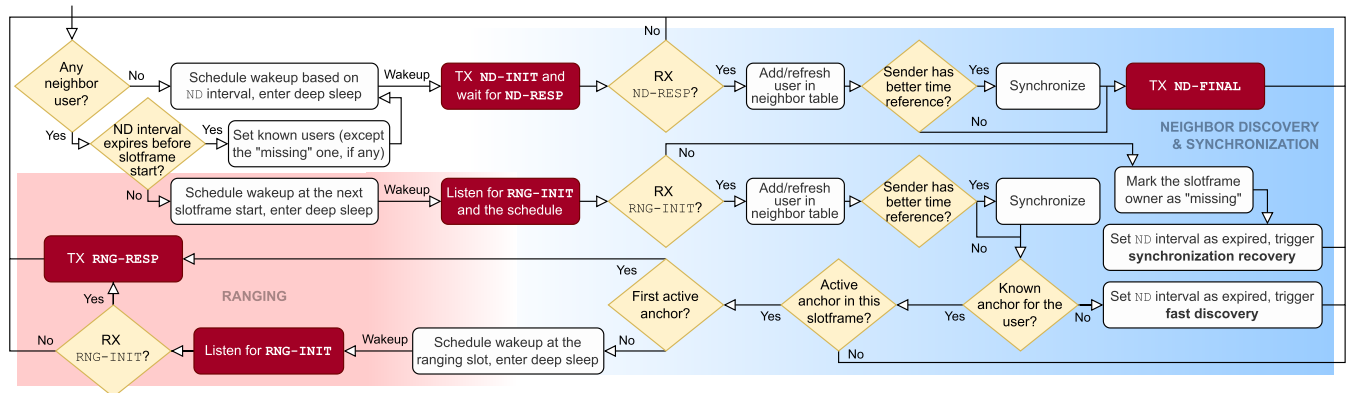 No
Any
neighbor
user?
No
Schedule wakeup based on
ND interval, enter deep sleep
Wakeup
TX ND-INIT and
wait for ND-RESP
RX
ND-RESP?
Yes
Add/refresh
user in
neighbor table
Sender has
better time
reference?
Yes
Synchronize
No
TX ND-FINAL
Yes
ND interval
expires before
slotframe
start?
Yes
Set known users (except
the "missing" one, if any)
NEIGHBOR DISCOVERY
& SYNCHRONIZATION
No
No
Schedule wakeup at the next
slotframe start, enter deep sleep
Wakeup
Listen for RNG-INIT
and the schedule
RX
RNG-INIT?
Yes
Add/refresh
user in
neighbor table
Sender has
better time
reference?
Yes
Synchronize
No
Mark the slotframe
owner as "missing"
Set ND interval as expired, trigger
synchronization recovery
TX RNG-RESP
Yes
RANGING
Yes
First active
anchor?
Yes
Active
anchor in this
slotframe?
Yes
Known
anchor for the
user?
No
Set ND interval as expired, trigger
fast discovery
No
RX
RNG-INIT?
Listen for RNG-INIT
Wakeup
Schedule wakeup at the
ranging slot, enter deep sleep
No
No